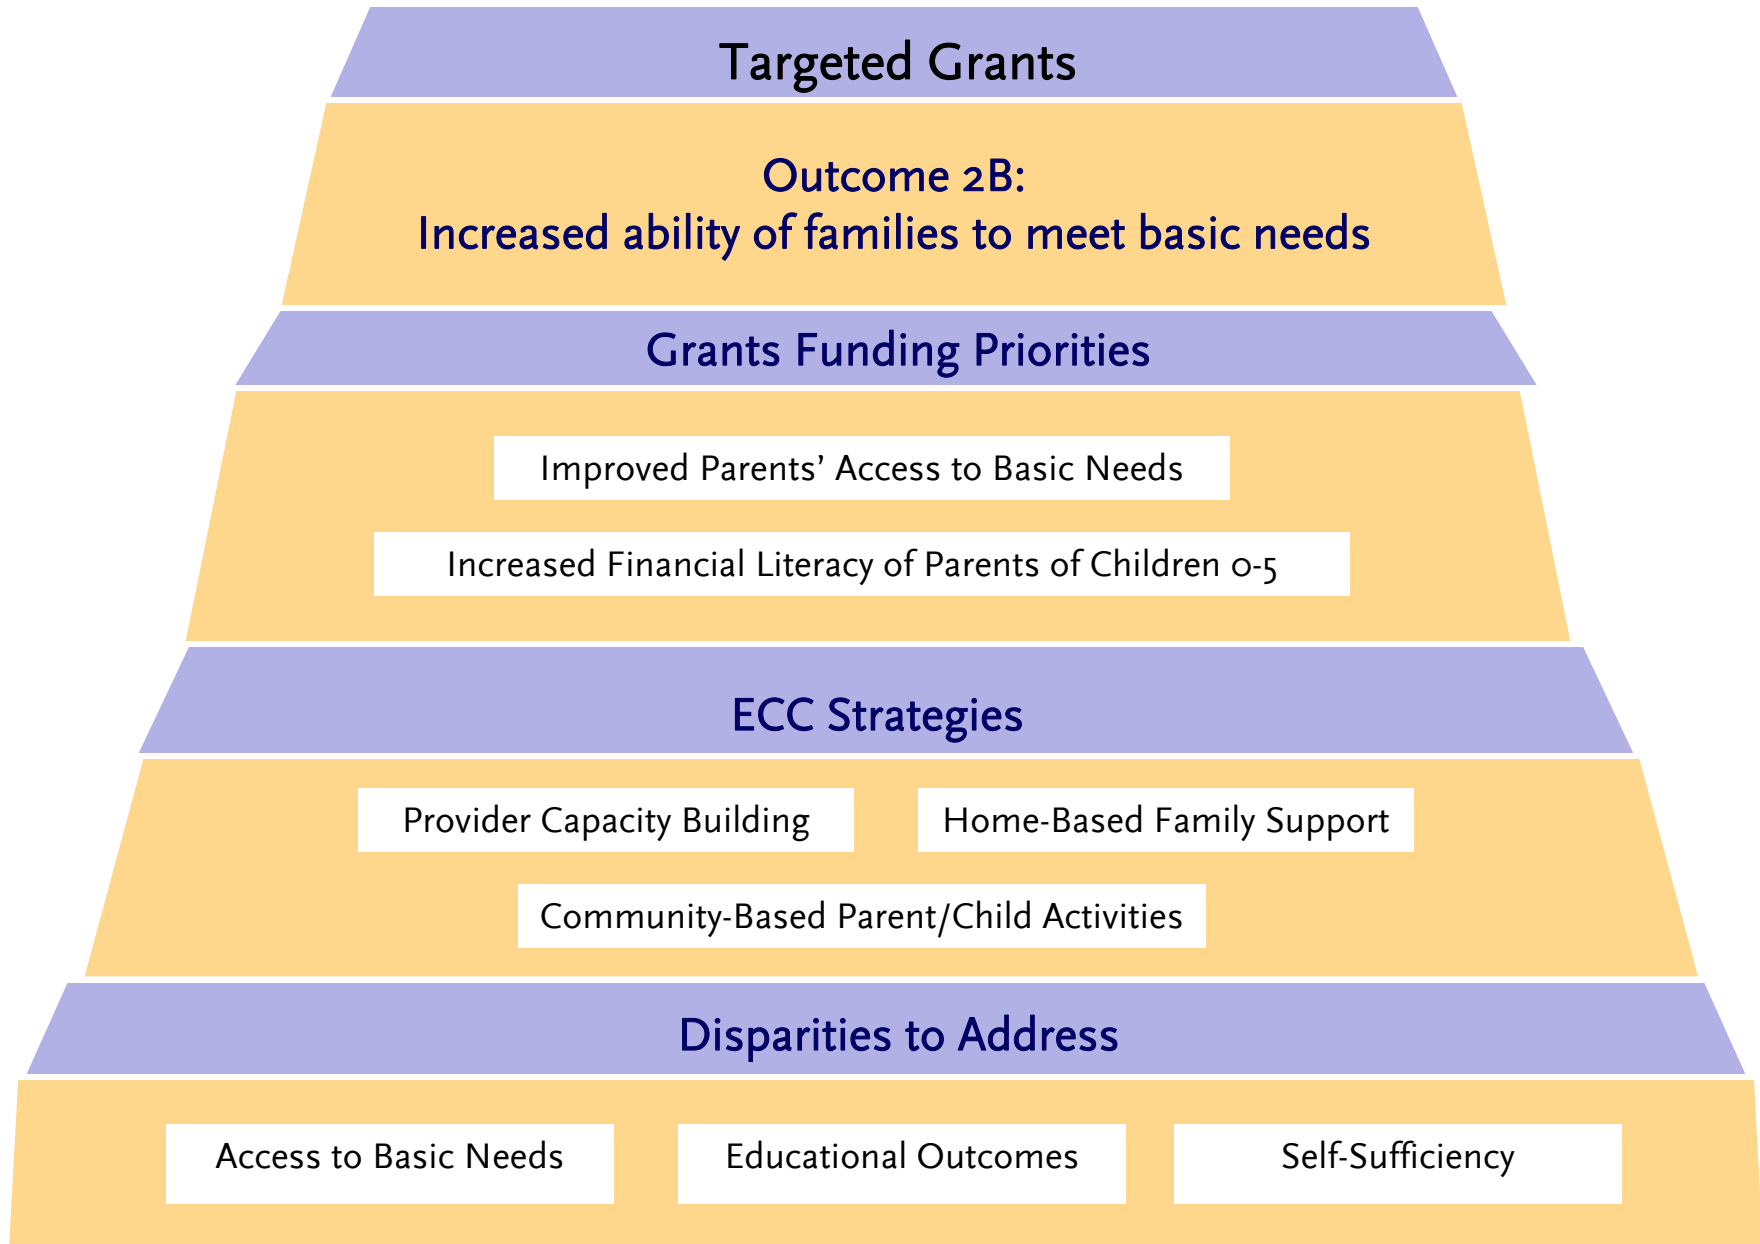 Targeted Grants
Outcome 2B:
Increased ability of families to meet basic needs
Grants Funding Priorities
Improved Parents’ Access to Basic Needs
Increased Financial Literacy of Parents of Children 0-5
ECC Strategies
Provider Capacity Building
Home-Based Family Support
Community-Based Parent/Child Activities
Disparities to Address
Access to Basic Needs
Educational Outcomes
Self-Sufficiency